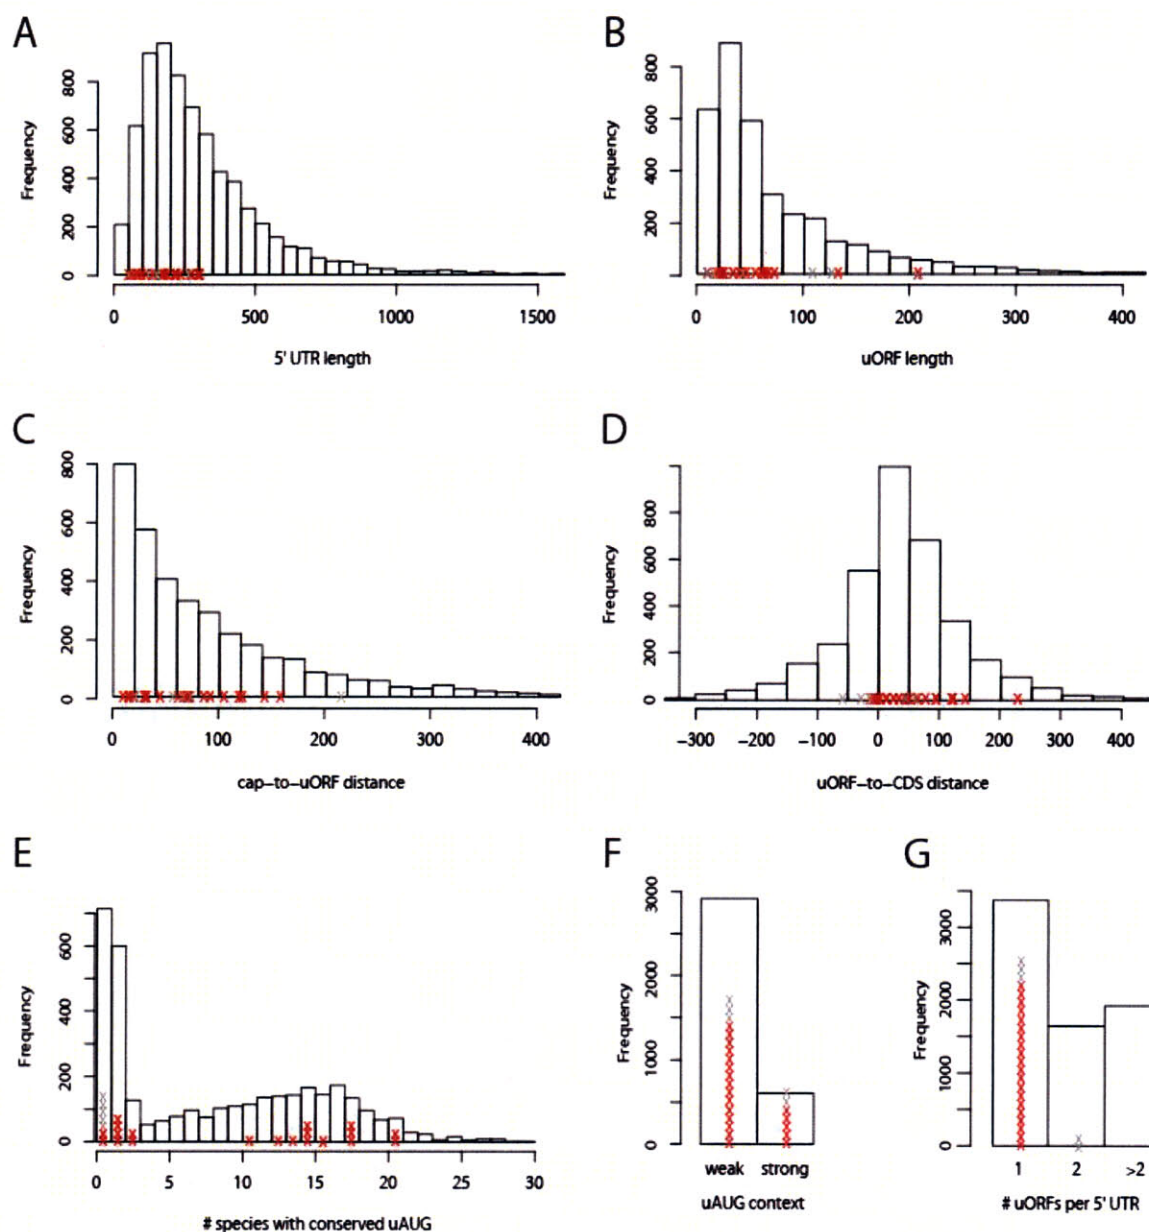 A
Frequency
0 200 400 600 800
0 500 1000 1500
5' UTR length
B
Frequency
0 200 400 600 800
0 100 200 300 400
uORF length
C
Frequency
0 200 400 600 800
0 100 200 300 400
cap-to-uORF distance
D
Frequency
0 200 400 600 800
-300 -200 -100 0 100 200 300 400
uORF-to-CDS distance
E
Frequency
0 200 400 600
0 5 10 15 20 25 30
# species with conserved uAUG
F
Frequency
0 1000 2000 3000
weak strong
uAUG context
G
Frequency
0 1000 2000 3000
1 2 >2
# uORFs per 5' UTR